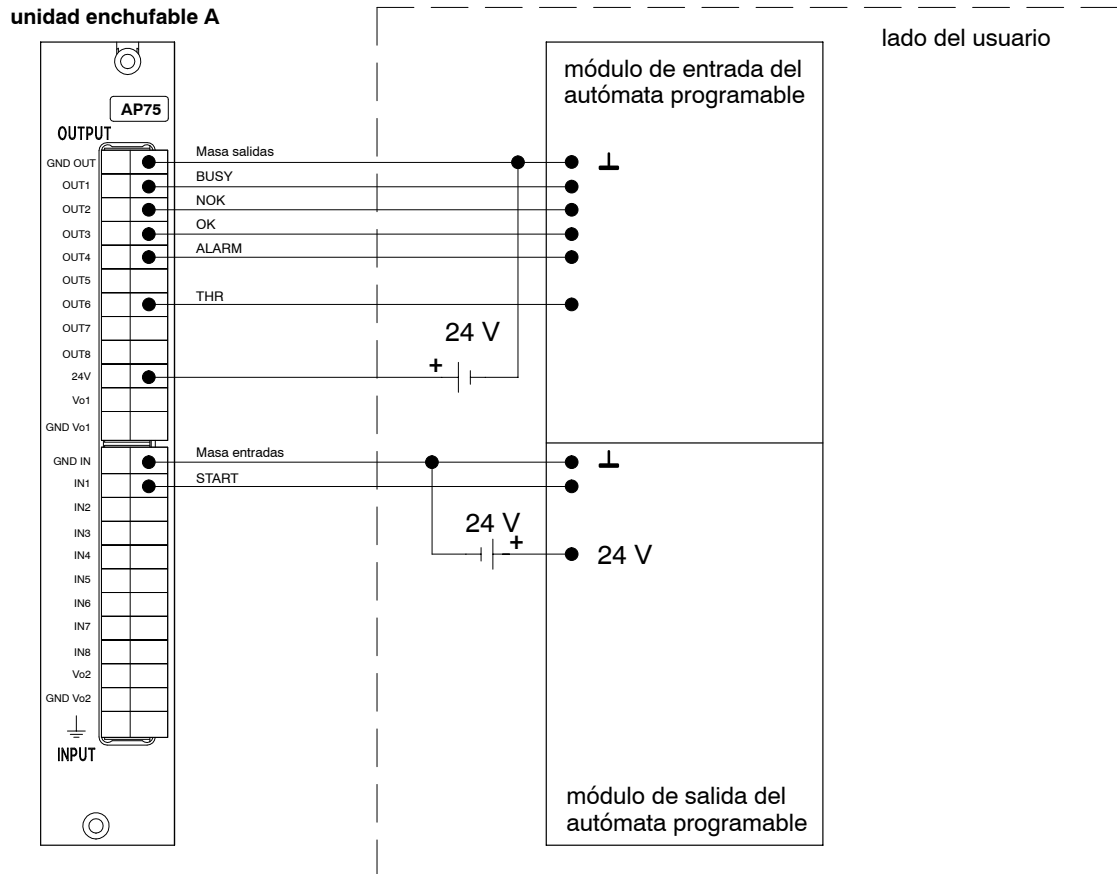 unidad enchufable A
lado del usuario
módulo de entrada del
autómata programable
AP75
OUTPUT
GND OUT
Masa salidas
OUT1
BUSY
OUT2
NOK
OUT3
OK
OUT4
ALARM
OUT5
OUT6
THR
OUT7
OUT8
24 V
+
24V
Vo1
GND Vo1
GND IN
Masa entradas
IN1
START
IN2
IN3
24 V
+
IN4
24 V
IN5
IN6
IN7
IN8
Vo2
GND Vo2
INPUT
módulo de salida del
autómata programable